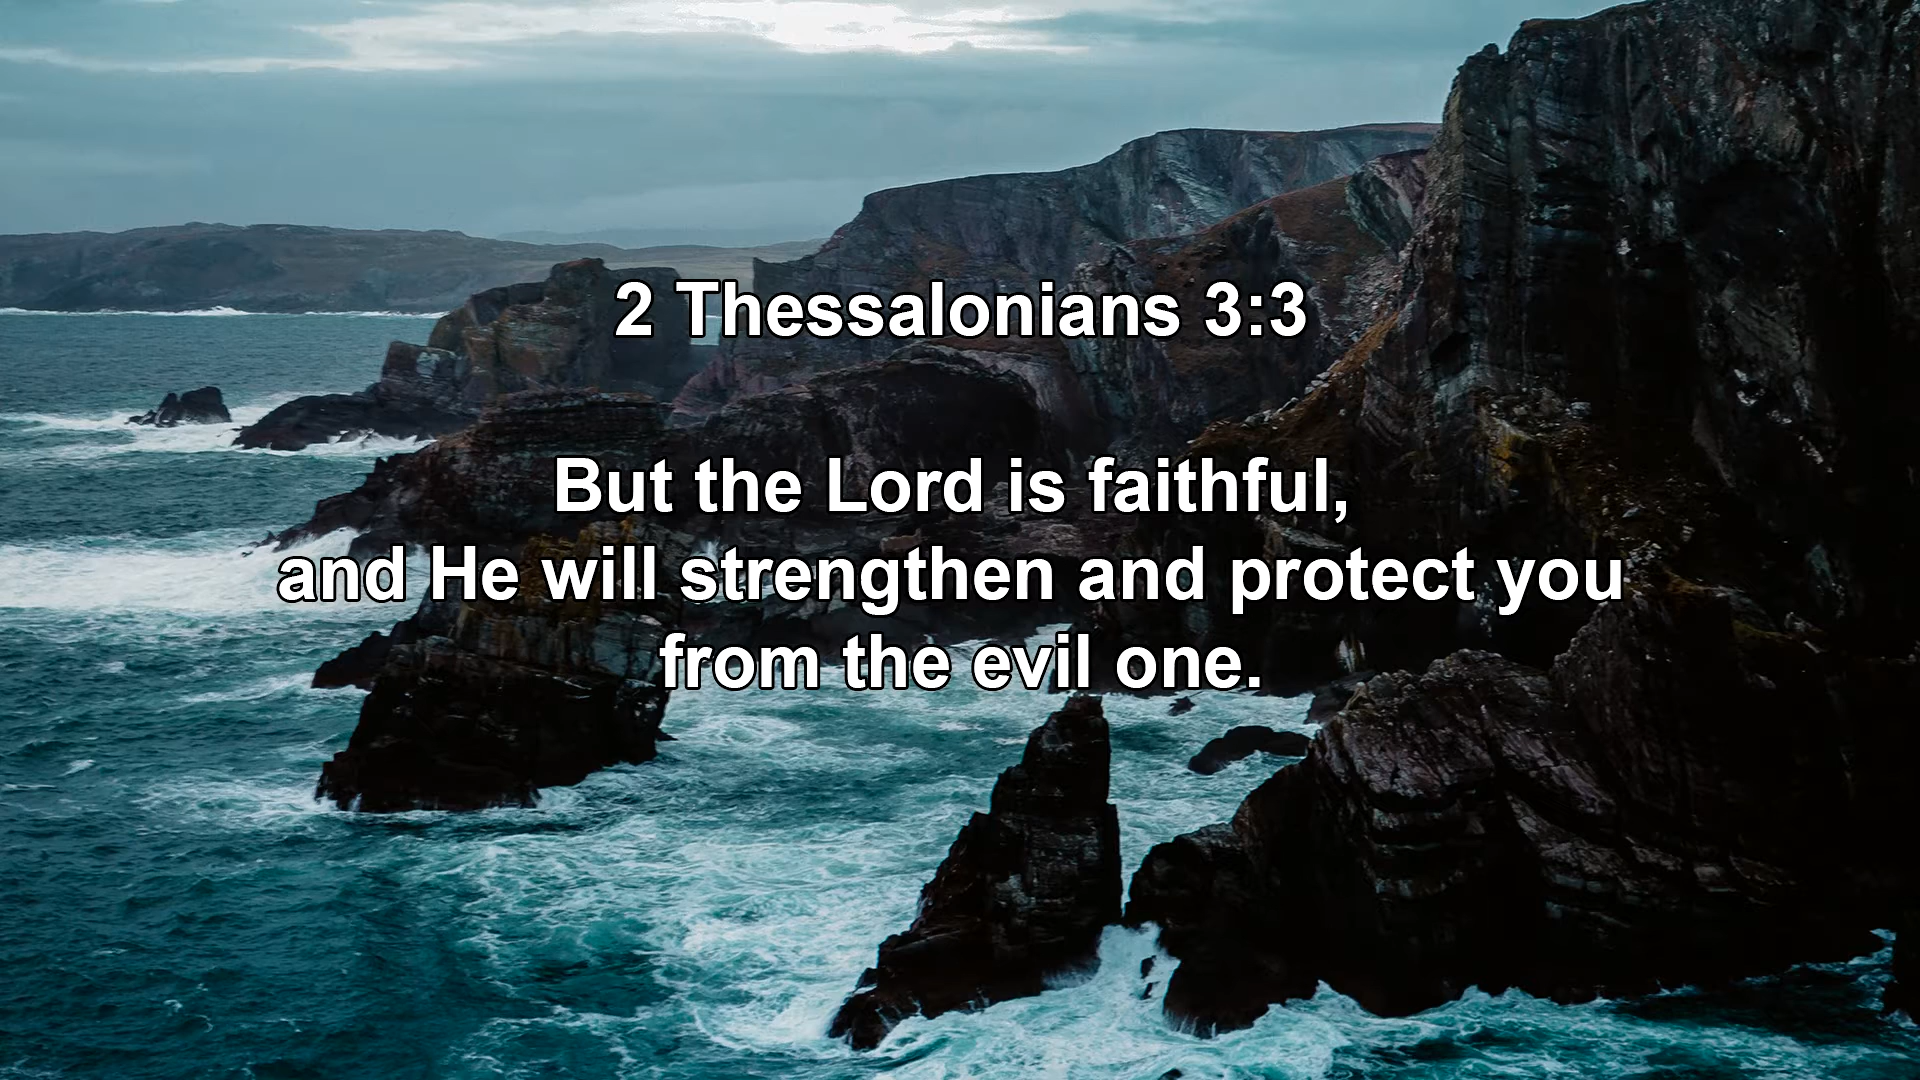 2 Thessalonians 3:3
But the Lord is faithful,
and He will strengthen and protect you
from the evil one.